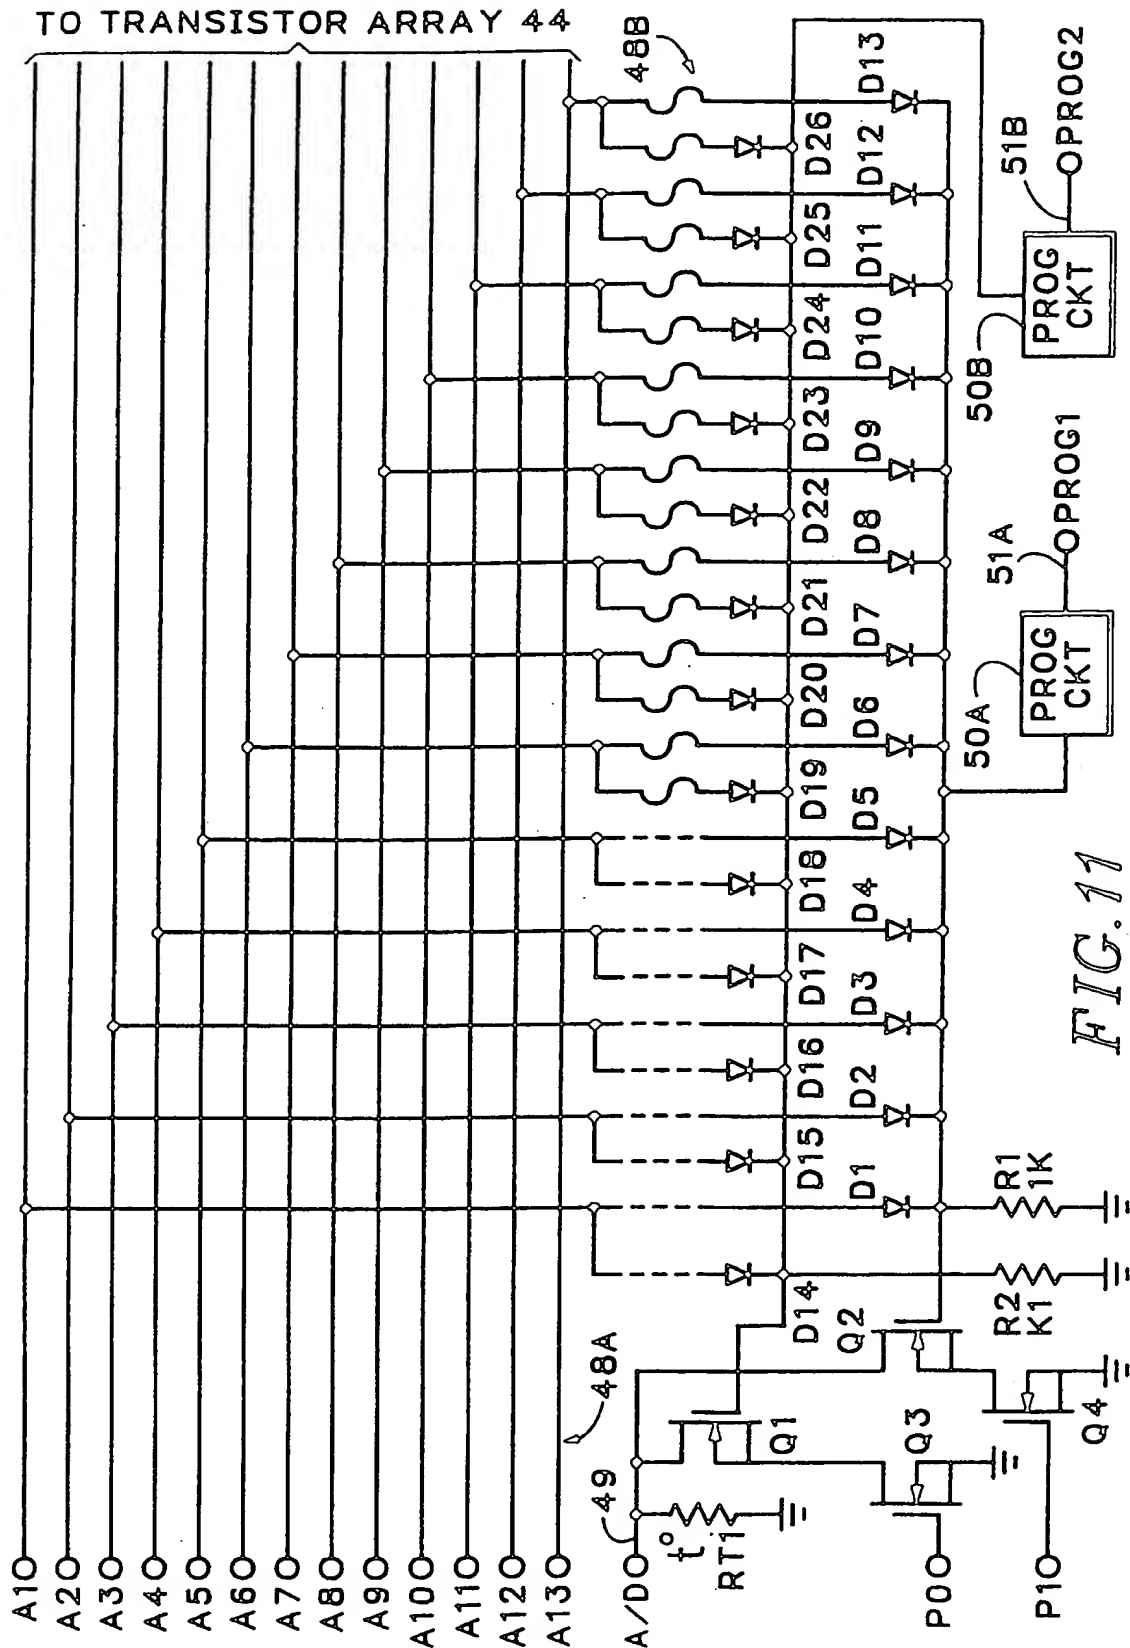 TO TRANSISTOR ARRAY 44
A1
A2
A3
A4
A5
A6
A7
A8
A9
A10
A11
A12
A13
48A
48B
A/D
49
t°
RT1
Q1
Q2
Q3
Q4
P0
P1
D14
D15
D16
D17
D18
D19
D20
D21
D22
D23
D24
D25
D26
D1
D2
D3
D4
D5
D6
D7
D8
D9
D10
D11
D12
D13
R2
K1
R1
1K
50A
PROG
CKT
51A
PROG1
50B
PROG
CKT
51B
PROG2
FIG. 11